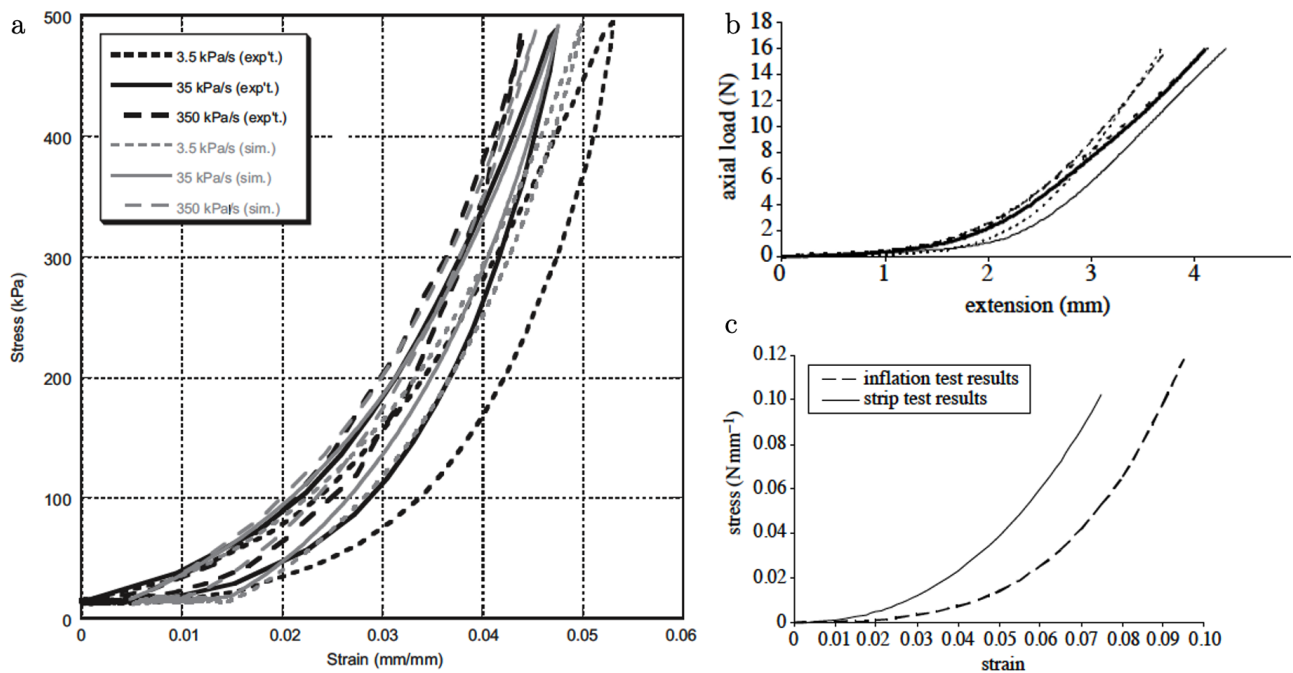 a
500
400
300
200
100
0
Stress (kPa)
3.5 kPa/s (exp't.)
35 kPa/s (exp't.)
350 kPa/s (exp't.)
3.5 kPa/s (sim.)
35 kPa/s (sim.)
350 kPa/s (sim.)
0 0.01 0.02 0.03 0.04 0.05 0.06
Strain (mm/mm)
b
18
16
14
12
10
8
6
4
2
0
axial load (N)
0 1 2 3 4
extension (mm)
c
0.12
0.10
0.08
0.06
0.04
0.02
0
stress (N mm⁻¹)
inflation test results
strip test results
0 0.01 0.02 0.03 0.04 0.05 0.06 0.07 0.08 0.09 0.10
strain